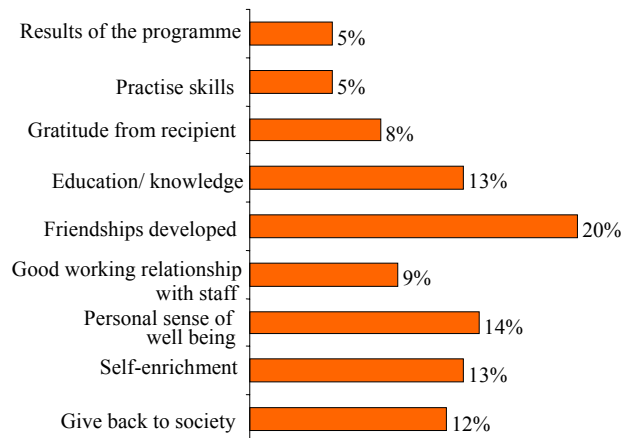 Results of the programme
5%
Practise skills
5%
Gratitude from recipient
8%
Education/ knowledge
13%
Friendships developed
20%
Good working relationship
with staff
9%
Personal sense of
well being
14%
Self-enrichment
13%
Give back to society
12%